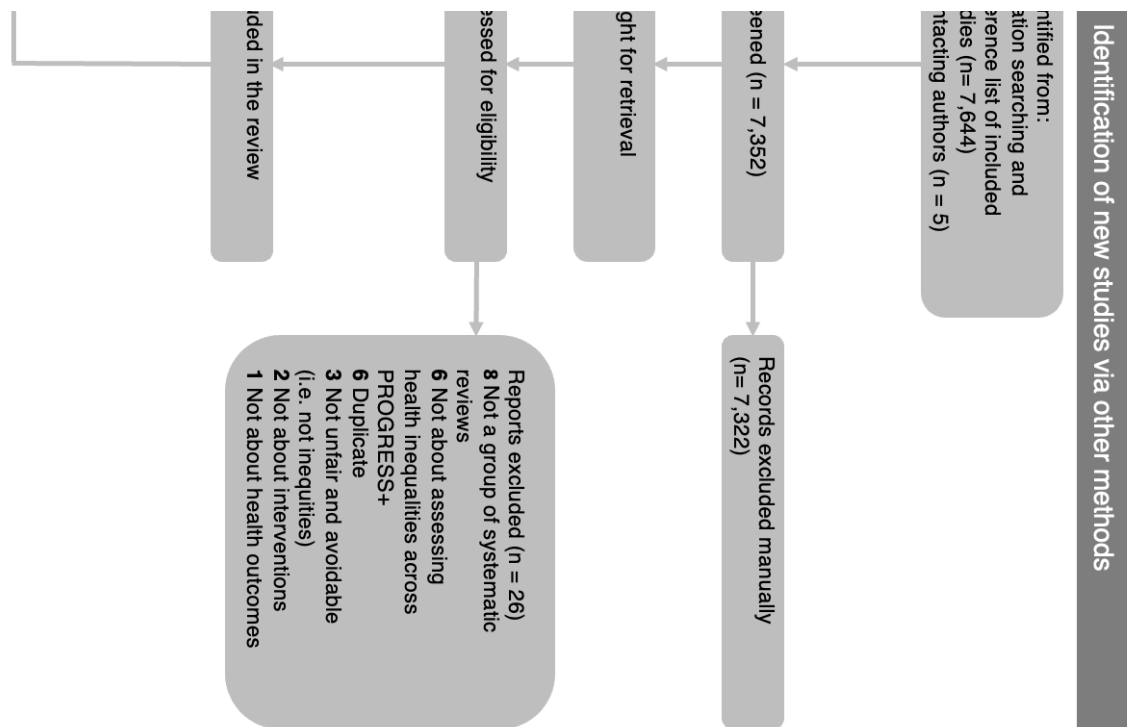 Identification of new studies via other methods
ntified from:
ation searching and
erence list of included
dies (n= 7,644)
ntacting authors (n = 5)
eened (n = 7,352)
Records excluded manually
(n= 7,322)
ght for retrieval
essed for eligibility
Reports excluded (n = 26)
8 Not a group of systematic
reviews
6 Not about assessing
health inequalities across
PROGRESS+
6 Duplicate
3 Not unfair and avoidable
(i.e. not inequities)
2 Not about interventions
1 Not about health outcomes
uded in the review